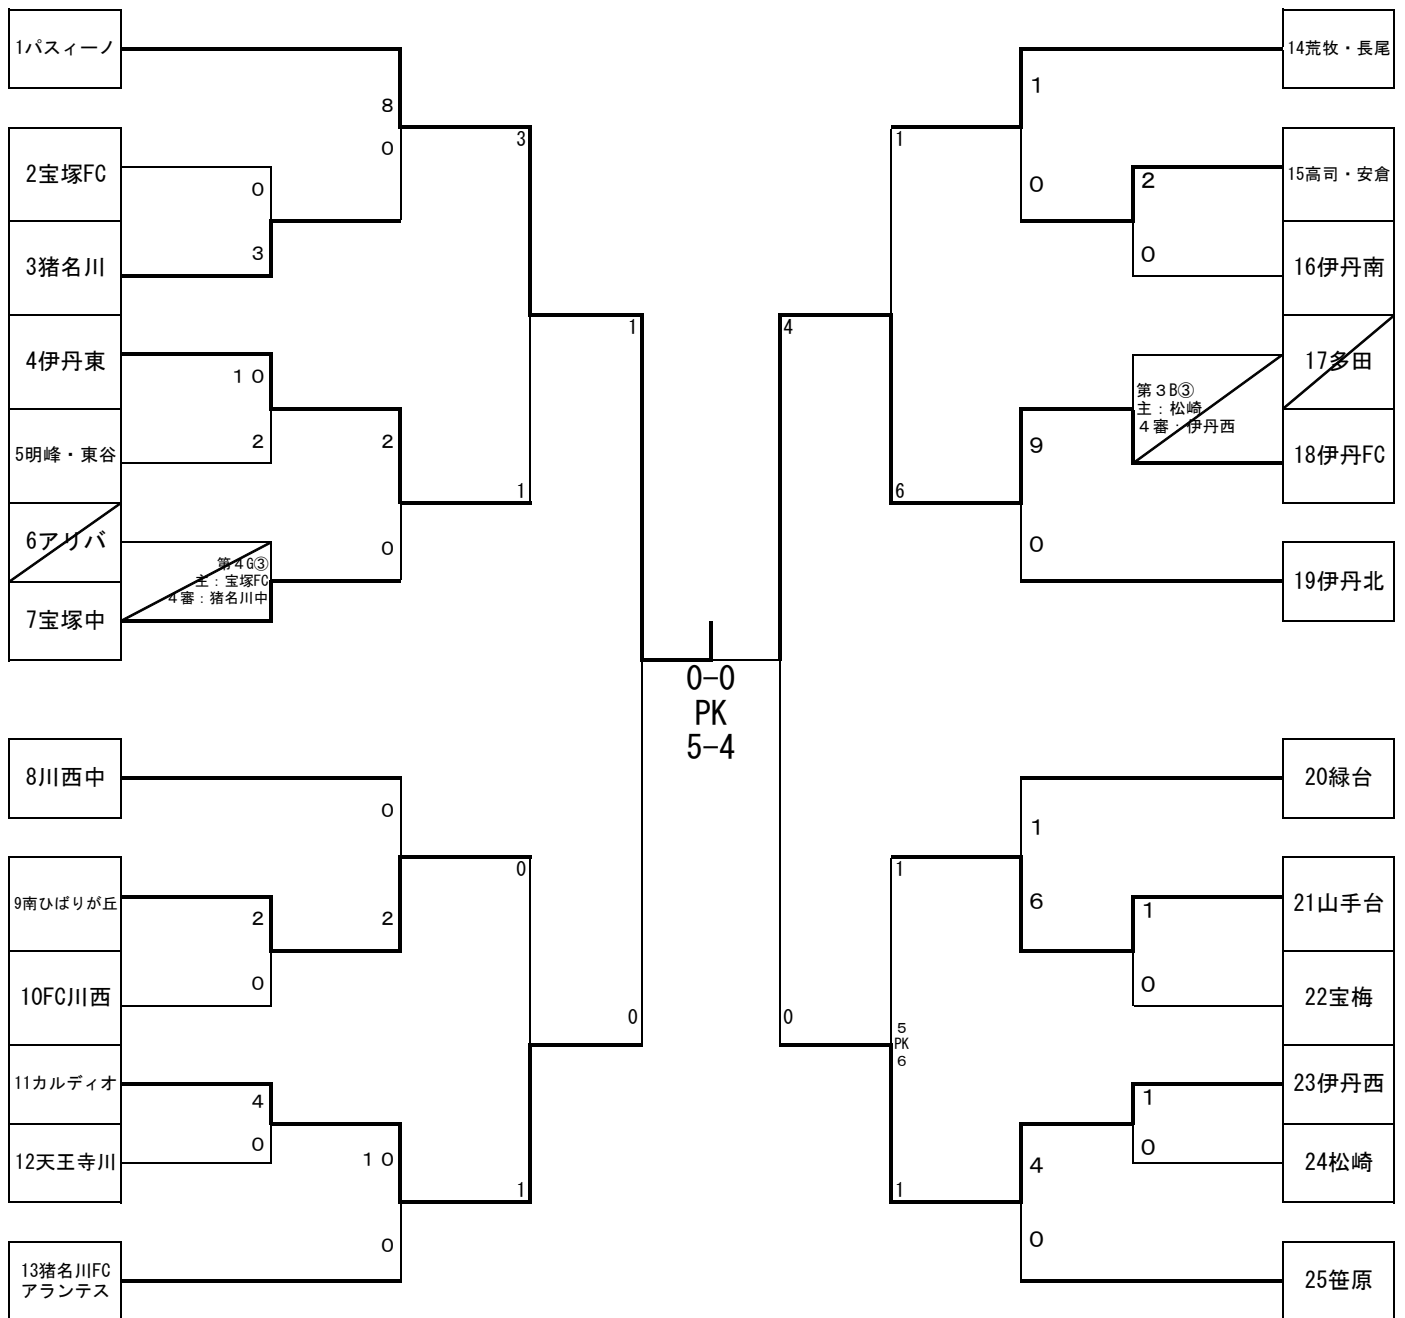 1パスィーノ
8
0
3
2宝塚FC
0
3猪名川
3
4伊丹東
10
5明峰・東谷
2
2
1
6アリバ
0
第4G③
主：宝塚FC
4審：猪名川中
7宝塚中
1
8川西中
0
0
9南ひばりが丘
2
2
10FC川西
0
0
11カルディオ
4
12天王寺川
0
10
1
13猪名川FC
アランテス
0
0-0
PK
5-4
14荒牧・長尾
1
1
15高司・安倉
2
0
16伊丹南
0
4
17多田
第3B③
主：松崎
4審：伊丹西
18伊丹FC
9
6
0
19伊丹北
20緑台
1
1
21山手台
6
1
22宝梅
0
0
5
PK
6
23伊丹西
1
24松崎
0
4
1
0
25笹原